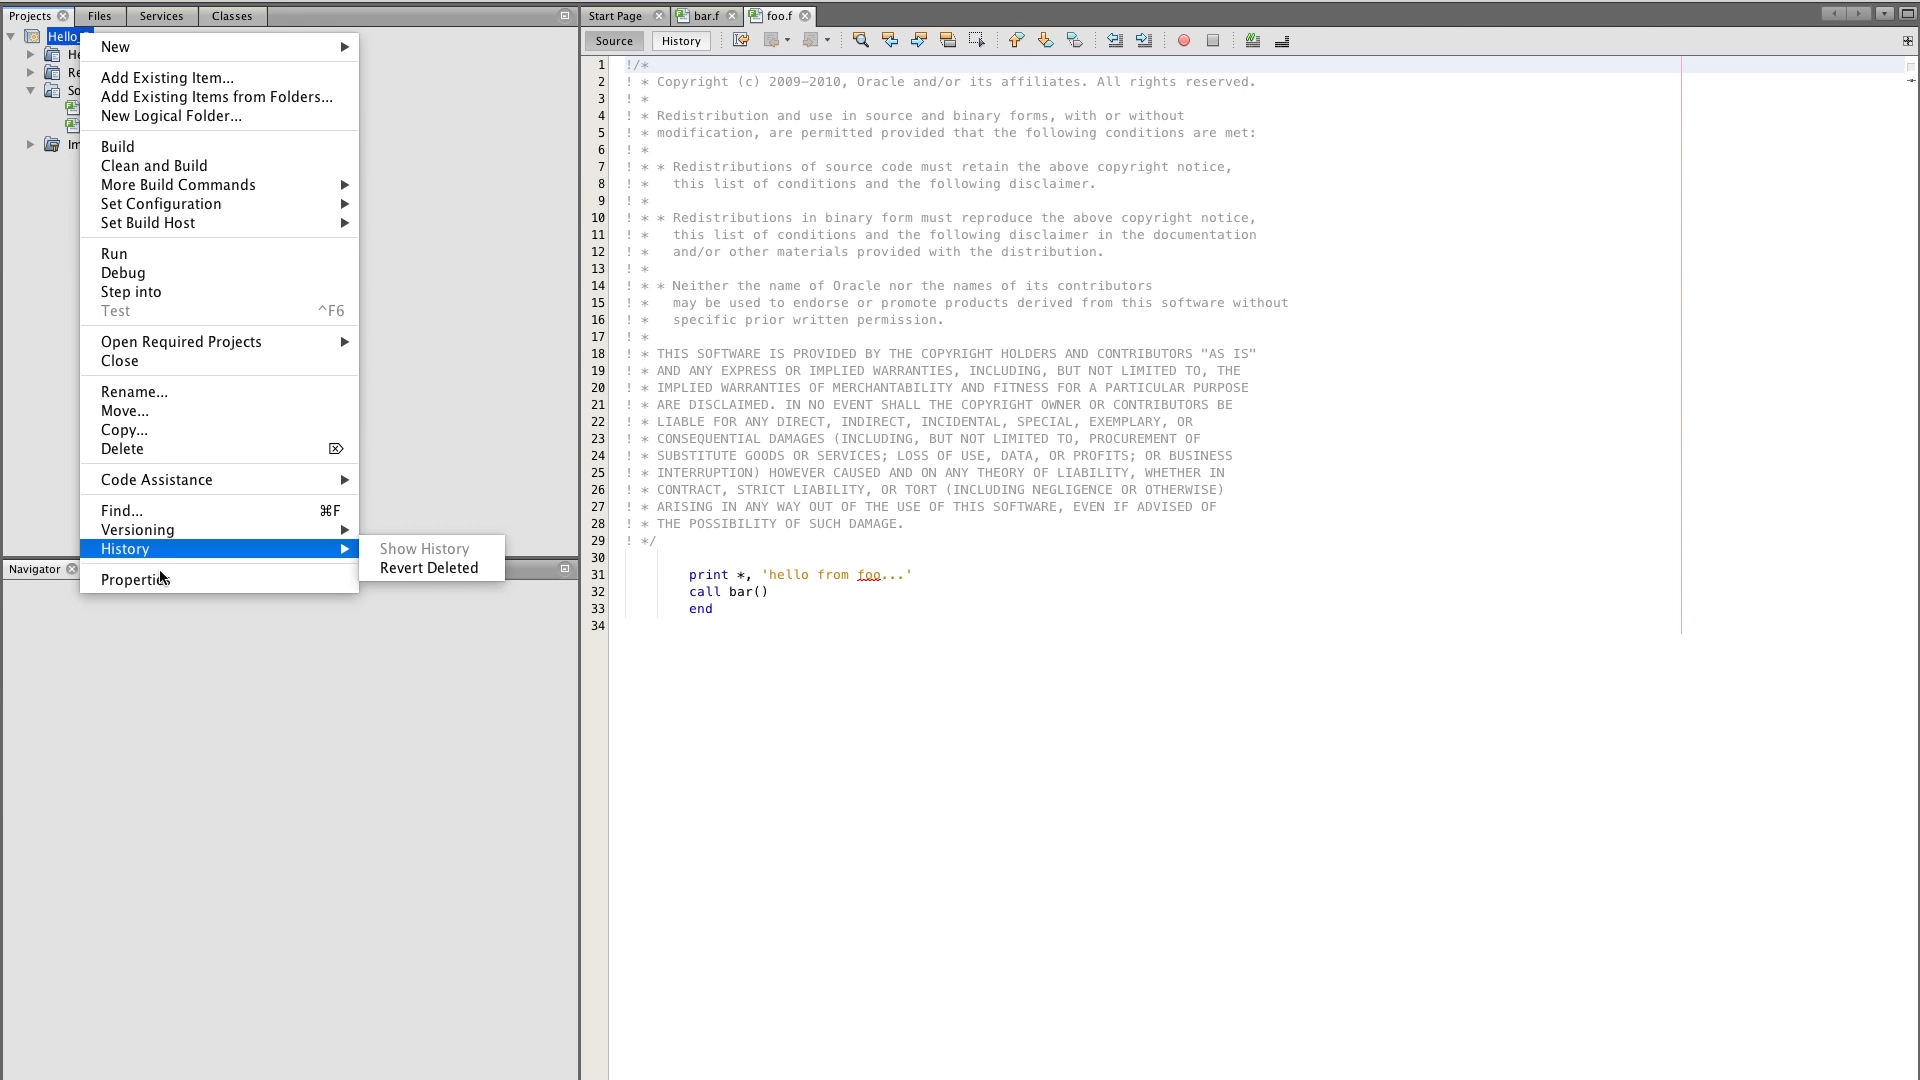 Projects Files Services Classes
Hello
He
Re
So
Im
New
Add Existing Item...
Add Existing Items from Folders...
New Logical Folder...
Build
Clean and Build
More Build Commands
Set Configuration
Set Build Host
Run
Debug
Step into
Test ^F6
Open Required Projects
Close
Rename...
Move...
Copy...
Delete ⌦
Code Assistance
Find... ⌘F
Versioning
History
Properties
Show History
Revert Deleted
Navigator
Start Page bar.f foo.f
Source History
1 !/*
2 ! * Copyright (c) 2009-2010, Oracle and/or its affiliates. All rights reserved.
3 ! *
4 ! * Redistribution and use in source and binary forms, with or without
5 ! * modification, are permitted provided that the following conditions are met:
6 ! *
7 ! * * Redistributions of source code must retain the above copyright notice,
8 ! *   this list of conditions and the following disclaimer.
9 ! *
10 ! * * Redistributions in binary form must reproduce the above copyright notice,
11 ! *   this list of conditions and the following disclaimer in the documentation
12 ! *   and/or other materials provided with the distribution.
13 ! *
14 ! * * Neither the name of Oracle nor the names of its contributors
15 ! *   may be used to endorse or promote products derived from this software without
16 ! *   specific prior written permission.
17 ! *
18 ! * THIS SOFTWARE IS PROVIDED BY THE COPYRIGHT HOLDERS AND CONTRIBUTORS "AS IS"
19 ! * AND ANY EXPRESS OR IMPLIED WARRANTIES, INCLUDING, BUT NOT LIMITED TO, THE
20 ! * IMPLIED WARRANTIES OF MERCHANTABILITY AND FITNESS FOR A PARTICULAR PURPOSE
21 ! * ARE DISCLAIMED. IN NO EVENT SHALL THE COPYRIGHT OWNER OR CONTRIBUTORS BE
22 ! * LIABLE FOR ANY DIRECT, INDIRECT, INCIDENTAL, SPECIAL, EXEMPLARY, OR
23 ! * CONSEQUENTIAL DAMAGES (INCLUDING, BUT NOT LIMITED TO, PROCUREMENT OF
24 ! * SUBSTITUTE GOODS OR SERVICES; LOSS OF USE, DATA, OR PROFITS; OR BUSINESS
25 ! * INTERRUPTION) HOWEVER CAUSED AND ON ANY THEORY OF LIABILITY, WHETHER IN
26 ! * CONTRACT, STRICT LIABILITY, OR TORT (INCLUDING NEGLIGENCE OR OTHERWISE)
27 ! * ARISING IN ANY WAY OUT OF THE USE OF THIS SOFTWARE, EVEN IF ADVISED OF
28 ! * THE POSSIBILITY OF SUCH DAMAGE.
29 ! */
30
31 print *, 'hello from foo...'
32 call bar()
33 end
34